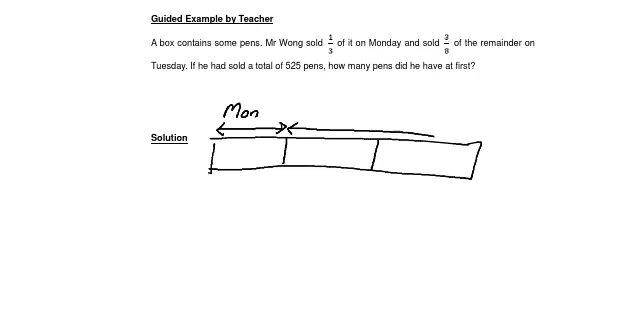 Guided Example by Teacher
A box contains some pens. Mr Wong sold 1/3 of it on Monday and sold 3/8 of the remainder on
Tuesday. If he had sold a total of 525 pens, how many pens did he have at first?
Mon
Solution